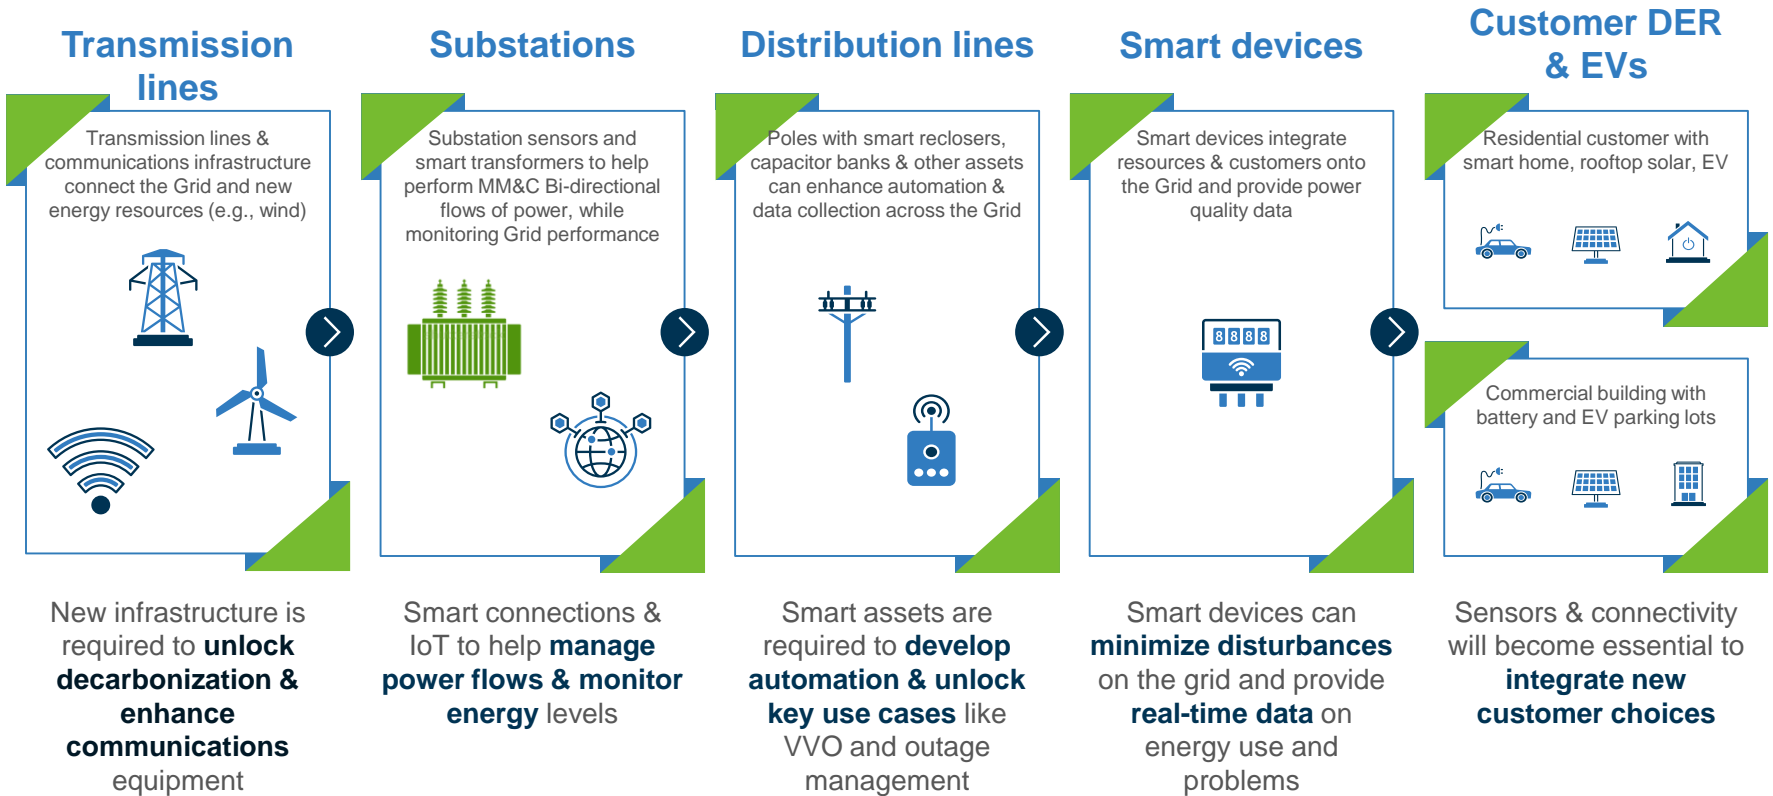 Transmission
lines
Transmission lines &
communications infrastructure
connect the Grid and new
energy resources (e.g., wind)
New infrastructure is
required to unlock
decarbonization &
enhance
communications
equipment
Substations
Substation sensors and
smart transformers to help
perform MM&C Bi-directional
flows of power, while
monitoring Grid performance
Smart connections &
IoT to help manage
power flows & monitor
energy levels
Distribution lines
Poles with smart reclosers,
capacitor banks & other assets
can enhance automation &
data collection across the Grid
Smart assets are
required to develop
automation & unlock
key use cases like
VVO and outage
management
Smart devices
Smart devices integrate
resources & customers onto
the Grid and provide power
quality data
8888
Smart devices can
minimize disturbances
on the grid and provide
real-time data on
energy use and
problems
Customer DER
& EVs
Residential customer with
smart home, rooftop solar, EV
Commercial building with
battery and EV parking lots
Sensors & connectivity
will become essential to
integrate new
customer choices